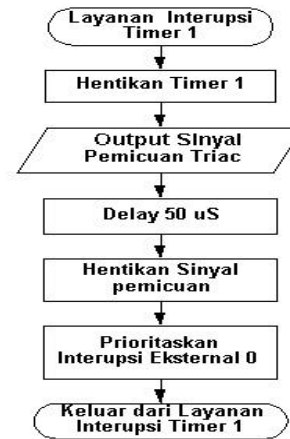 Layanan Interupsi
Timer 1
Hentikan Timer 1
Output SInyal
Pemicuan Triac
Delay 50 uS
Hentikan Sinyal
pemicuan
Prioritaskan
Interupsi Eksternal 0
Keluar dari Layanan
Interupsi Timer 1